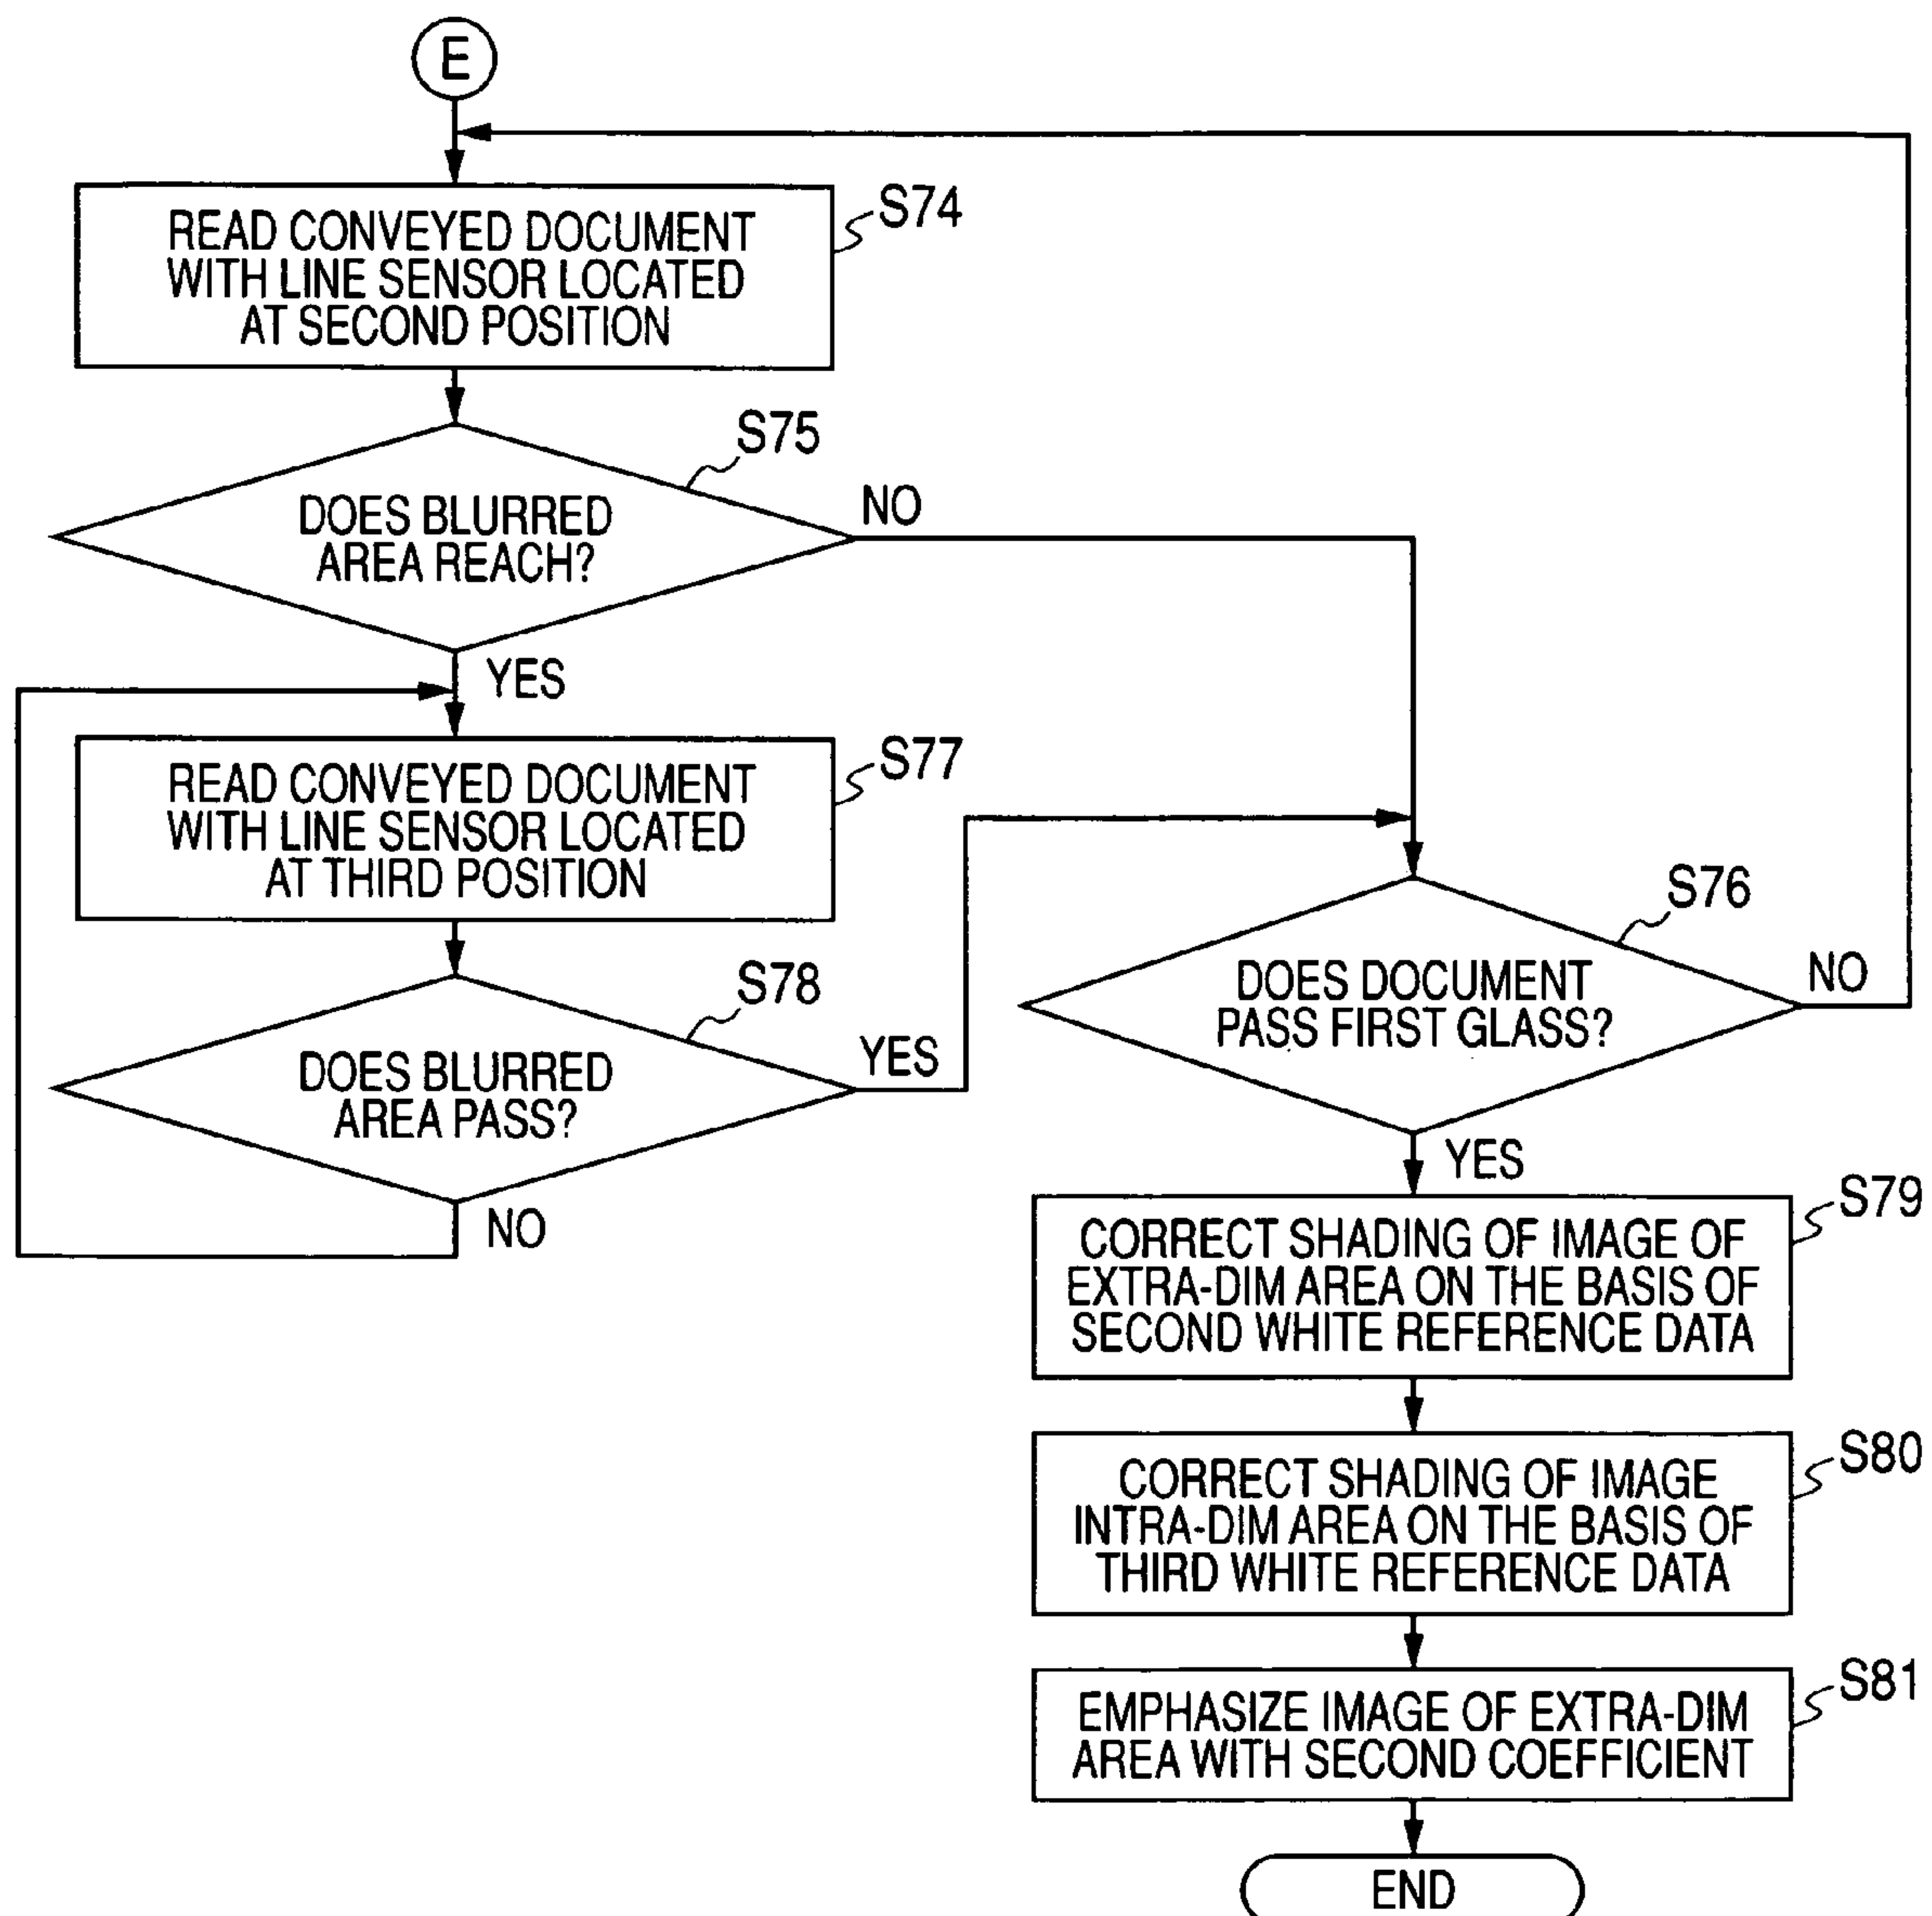 E
READ CONVEYED DOCUMENT
WITH LINE SENSOR LOCATED
AT SECOND POSITION
S74
DOES BLURRED
AREA REACH?
S75
NO
YES
READ CONVEYED DOCUMENT
WITH LINE SENSOR LOCATED
AT THIRD POSITION
S77
DOES BLURRED
AREA PASS?
S78
YES
NO
DOES DOCUMENT
PASS FIRST GLASS?
S76
NO
YES
CORRECT SHADING OF IMAGE OF
EXTRA-DIM AREA ON THE BASIS OF
SECOND WHITE REFERENCE DATA
S79
CORRECT SHADING OF IMAGE
INTRA-DIM AREA ON THE BASIS OF
THIRD WHITE REFERENCE DATA
S80
EMPHASIZE IMAGE OF EXTRA-DIM
AREA WITH SECOND COEFFICIENT
S81
END